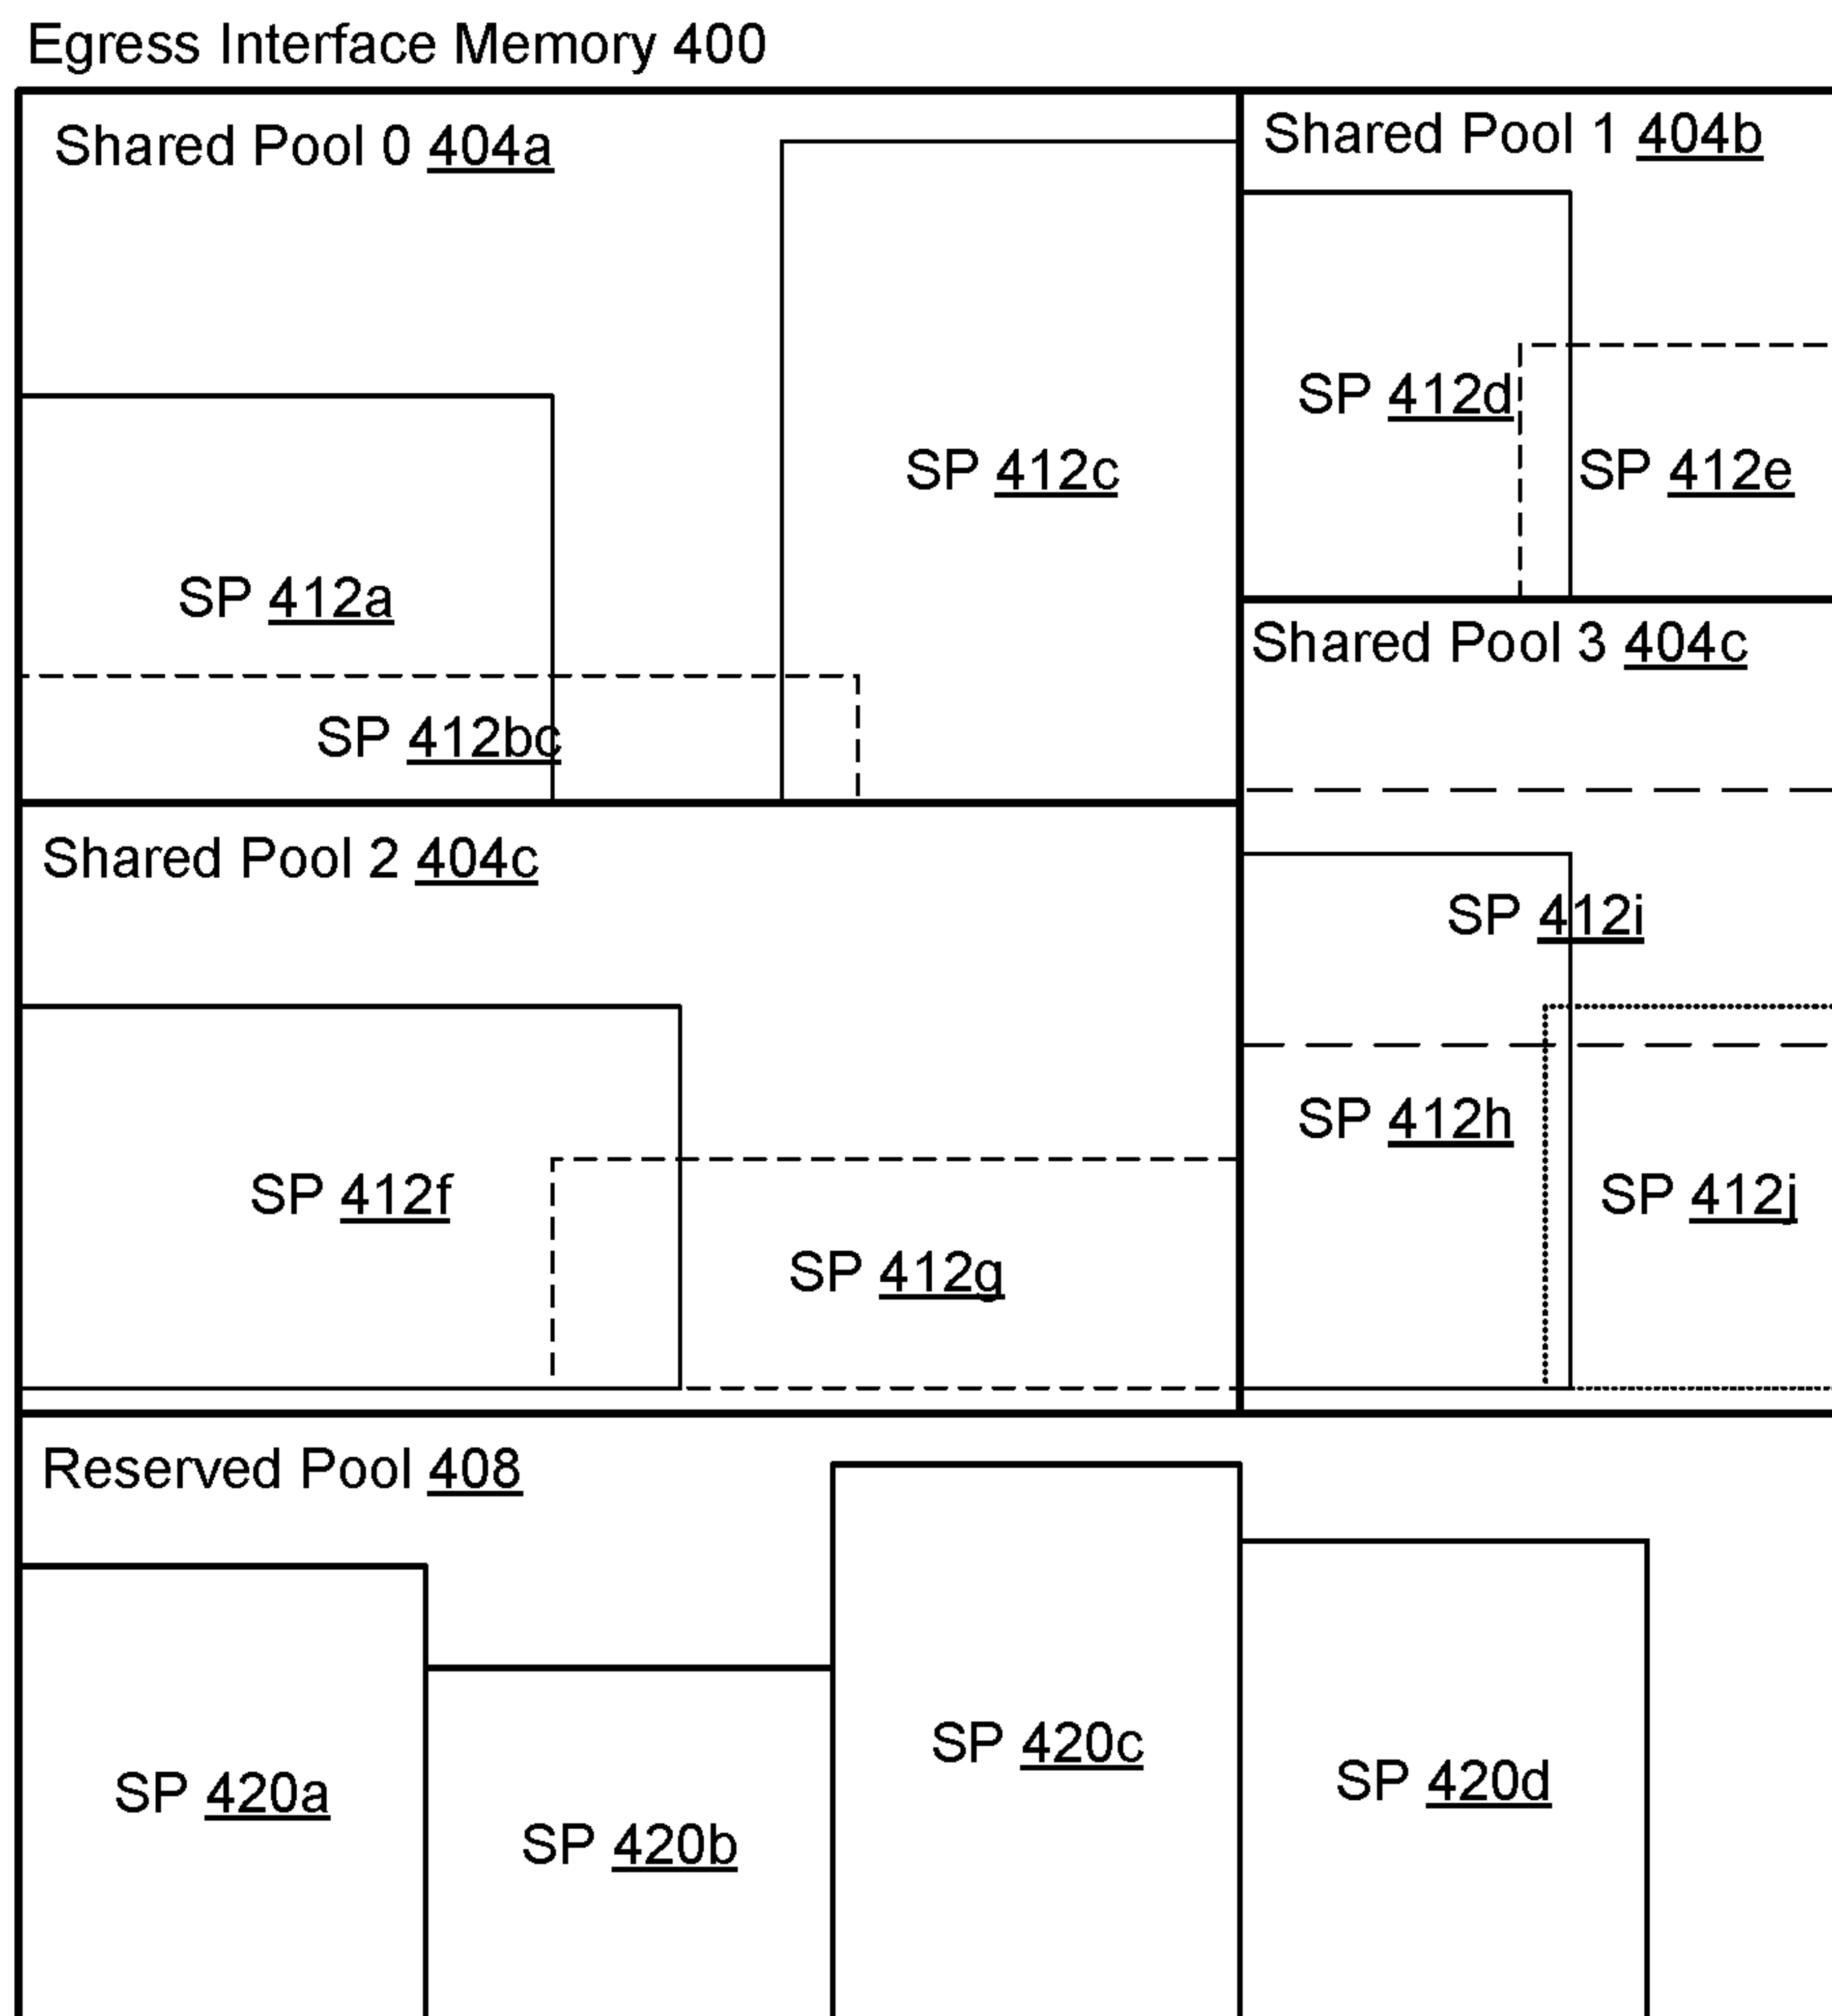 Egress Interface Memory 400
Shared Pool 0 404a
SP 412c
SP 412a
SP 412bc
Shared Pool 1 404b
SP 412d
SP 412e
Shared Pool 2 404c
SP 412f
SP 412g
Shared Pool 3 404c
SP 412i
SP 412h
SP 412j
Reserved Pool 408
SP 420a
SP 420b
SP 420c
SP 420d